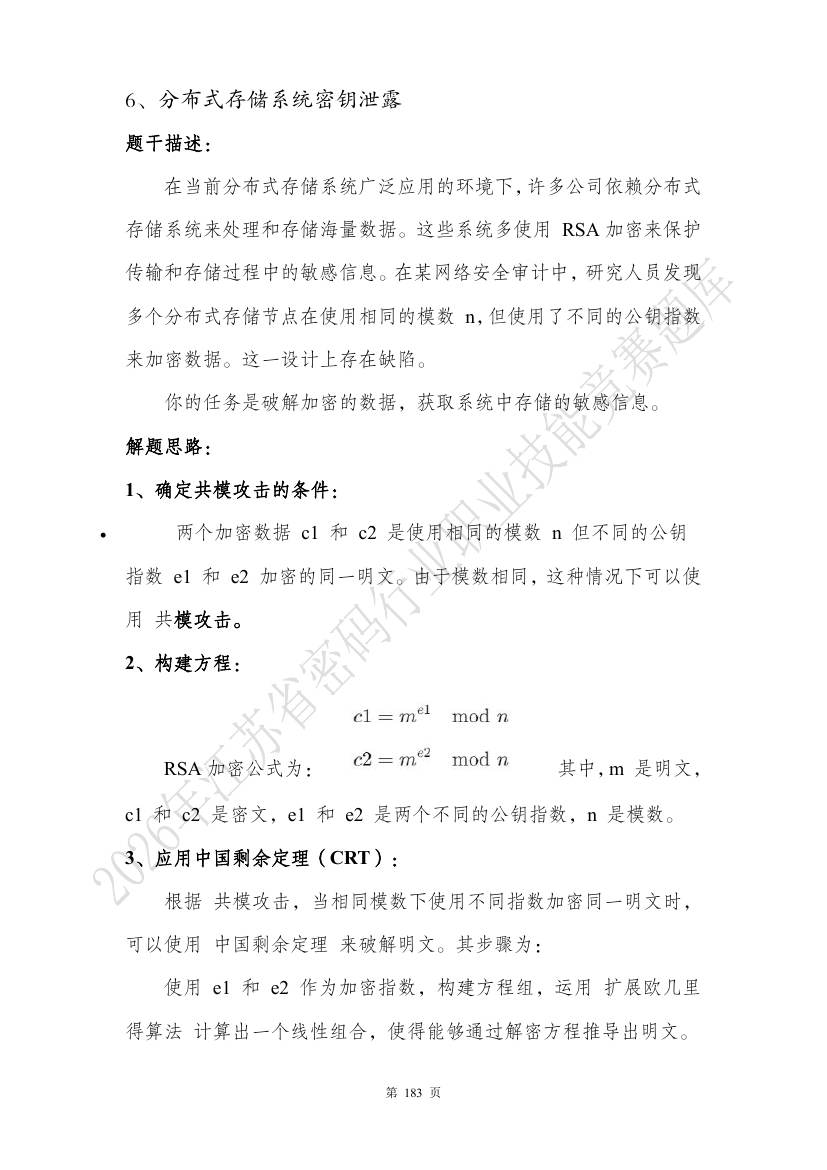 6、分布式存储系统密钥泄露
题干描述：
在当前分布式存储系统广泛应用的环境下，许多公司依赖分布式
存储系统来处理和存储海量数据。这些系统多使用 RSA 加密来保护
传输和存储过程中的敏感信息。在某网络安全审计中，研究人员发现
多个分布式存储节点在使用相同的模数 n，但使用了不同的公钥指数
来加密数据。这一设计上存在缺陷。
你的任务是破解加密的数据，获取系统中存储的敏感信息。
解题思路：
1、确定共模攻击的条件：
• 两个加密数据 c1 和 c2 是使用相同的模数 n 但不同的公钥
指数 e1 和 e2 加密的同一明文。由于模数相同，这种情况下可以使
用 共模攻击。
2、构建方程：
c1 = m^{e1} mod n
RSA 加密公式为： c2 = m^{e2} mod n 其中，m 是明文，
c1 和 c2 是密文，e1 和 e2 是两个不同的公钥指数，n 是模数。
3、应用中国剩余定理（CRT）：
根据 共模攻击，当相同模数下使用不同指数加密同一明文时，
可以使用 中国剩余定理 来破解明文。其步骤为：
使用 e1 和 e2 作为加密指数，构建方程组，运用 扩展欧几里
得算法 计算出一个线性组合，使得能够通过解密方程推导出明文。
第 183 页
2026年江苏省密码行业职业技能竞赛题库